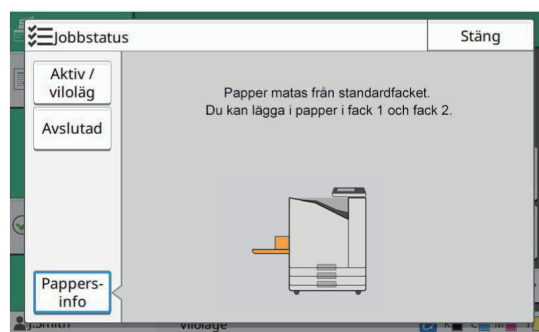 Jobbstatus
Stäng
Aktiv /
viloläg
Avslutad
Papper matas från standardfacket.
Du kan lägga i papper i fack 1 och fack 2.
Pappers-
info
J.Smith
Viloläge
K C M Y